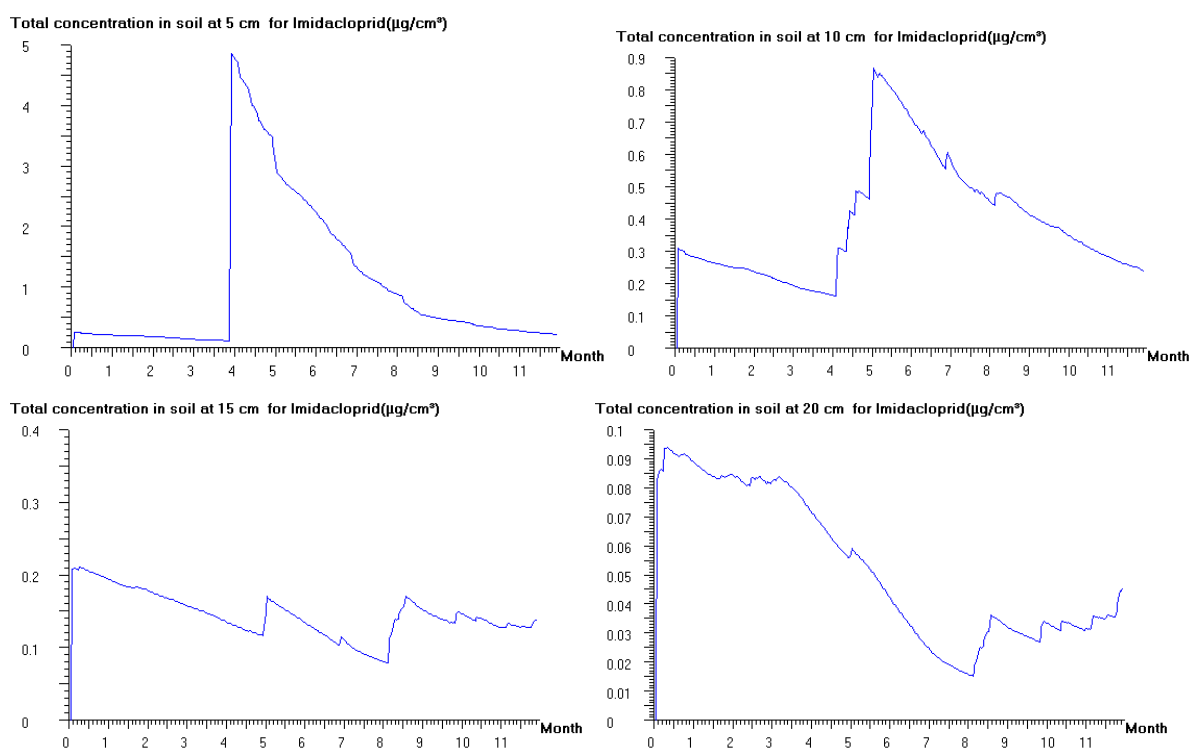 Total concentration in soil at 5 cm for Imidacloprid(µg/cm³)
5
4
3
2
1
0
Month
0 1 2 3 4 5 6 7 8 9 10 11
Total concentration in soil at 10 cm for Imidacloprid(µg/cm³)
0.9
0.8
0.7
0.6
0.5
0.4
0.3
0.2
0.1
0
Month
0 1 2 3 4 5 6 7 8 9 10 11
Total concentration in soil at 15 cm for Imidacloprid(µg/cm³)
0.4
0.3
0.2
0.1
0
Month
0 1 2 3 4 5 6 7 8 9 10 11
Total concentration in soil at 20 cm for Imidacloprid(µg/cm³)
0.1
0.09
0.08
0.07
0.06
0.05
0.04
0.03
0.02
0.01
0
Month
0 1 2 3 4 5 6 7 8 9 10 11